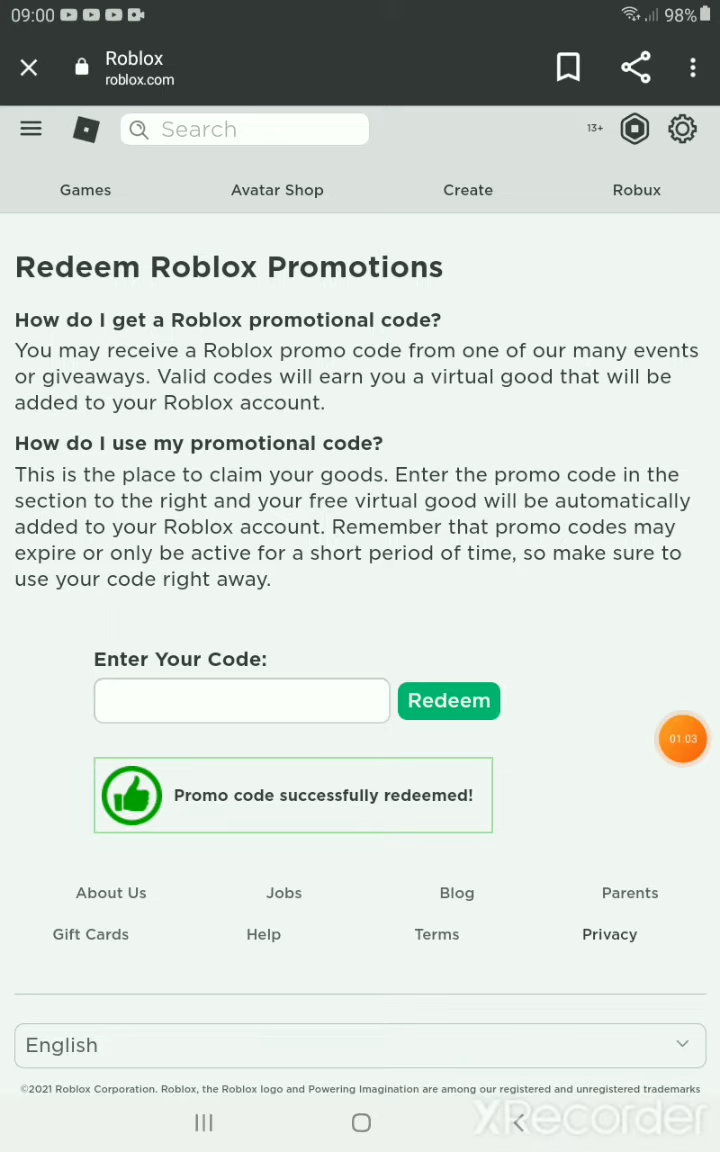 09:00 98%
Roblox
roblox.com
Search 13+
Games Avatar Shop Create Robux
Redeem Roblox Promotions
How do I get a Roblox promotional code?
You may receive a Roblox promo code from one of our many events
or giveaways. Valid codes will earn you a virtual good that will be
added to your Roblox account.
How do I use my promotional code?
This is the place to claim your goods. Enter the promo code in the
section to the right and your free virtual good will be automatically
added to your Roblox account. Remember that promo codes may
expire or only be active for a short period of time, so make sure to
use your code right away.
Enter Your Code:
Redeem
01:03
Promo code successfully redeemed!
About Us Jobs Blog Parents
Gift Cards Help Terms Privacy
English
©2021 Roblox Corporation. Roblox, the Roblox logo and Powering Imagination are among our registered and unregistered trademarks
XRecorder